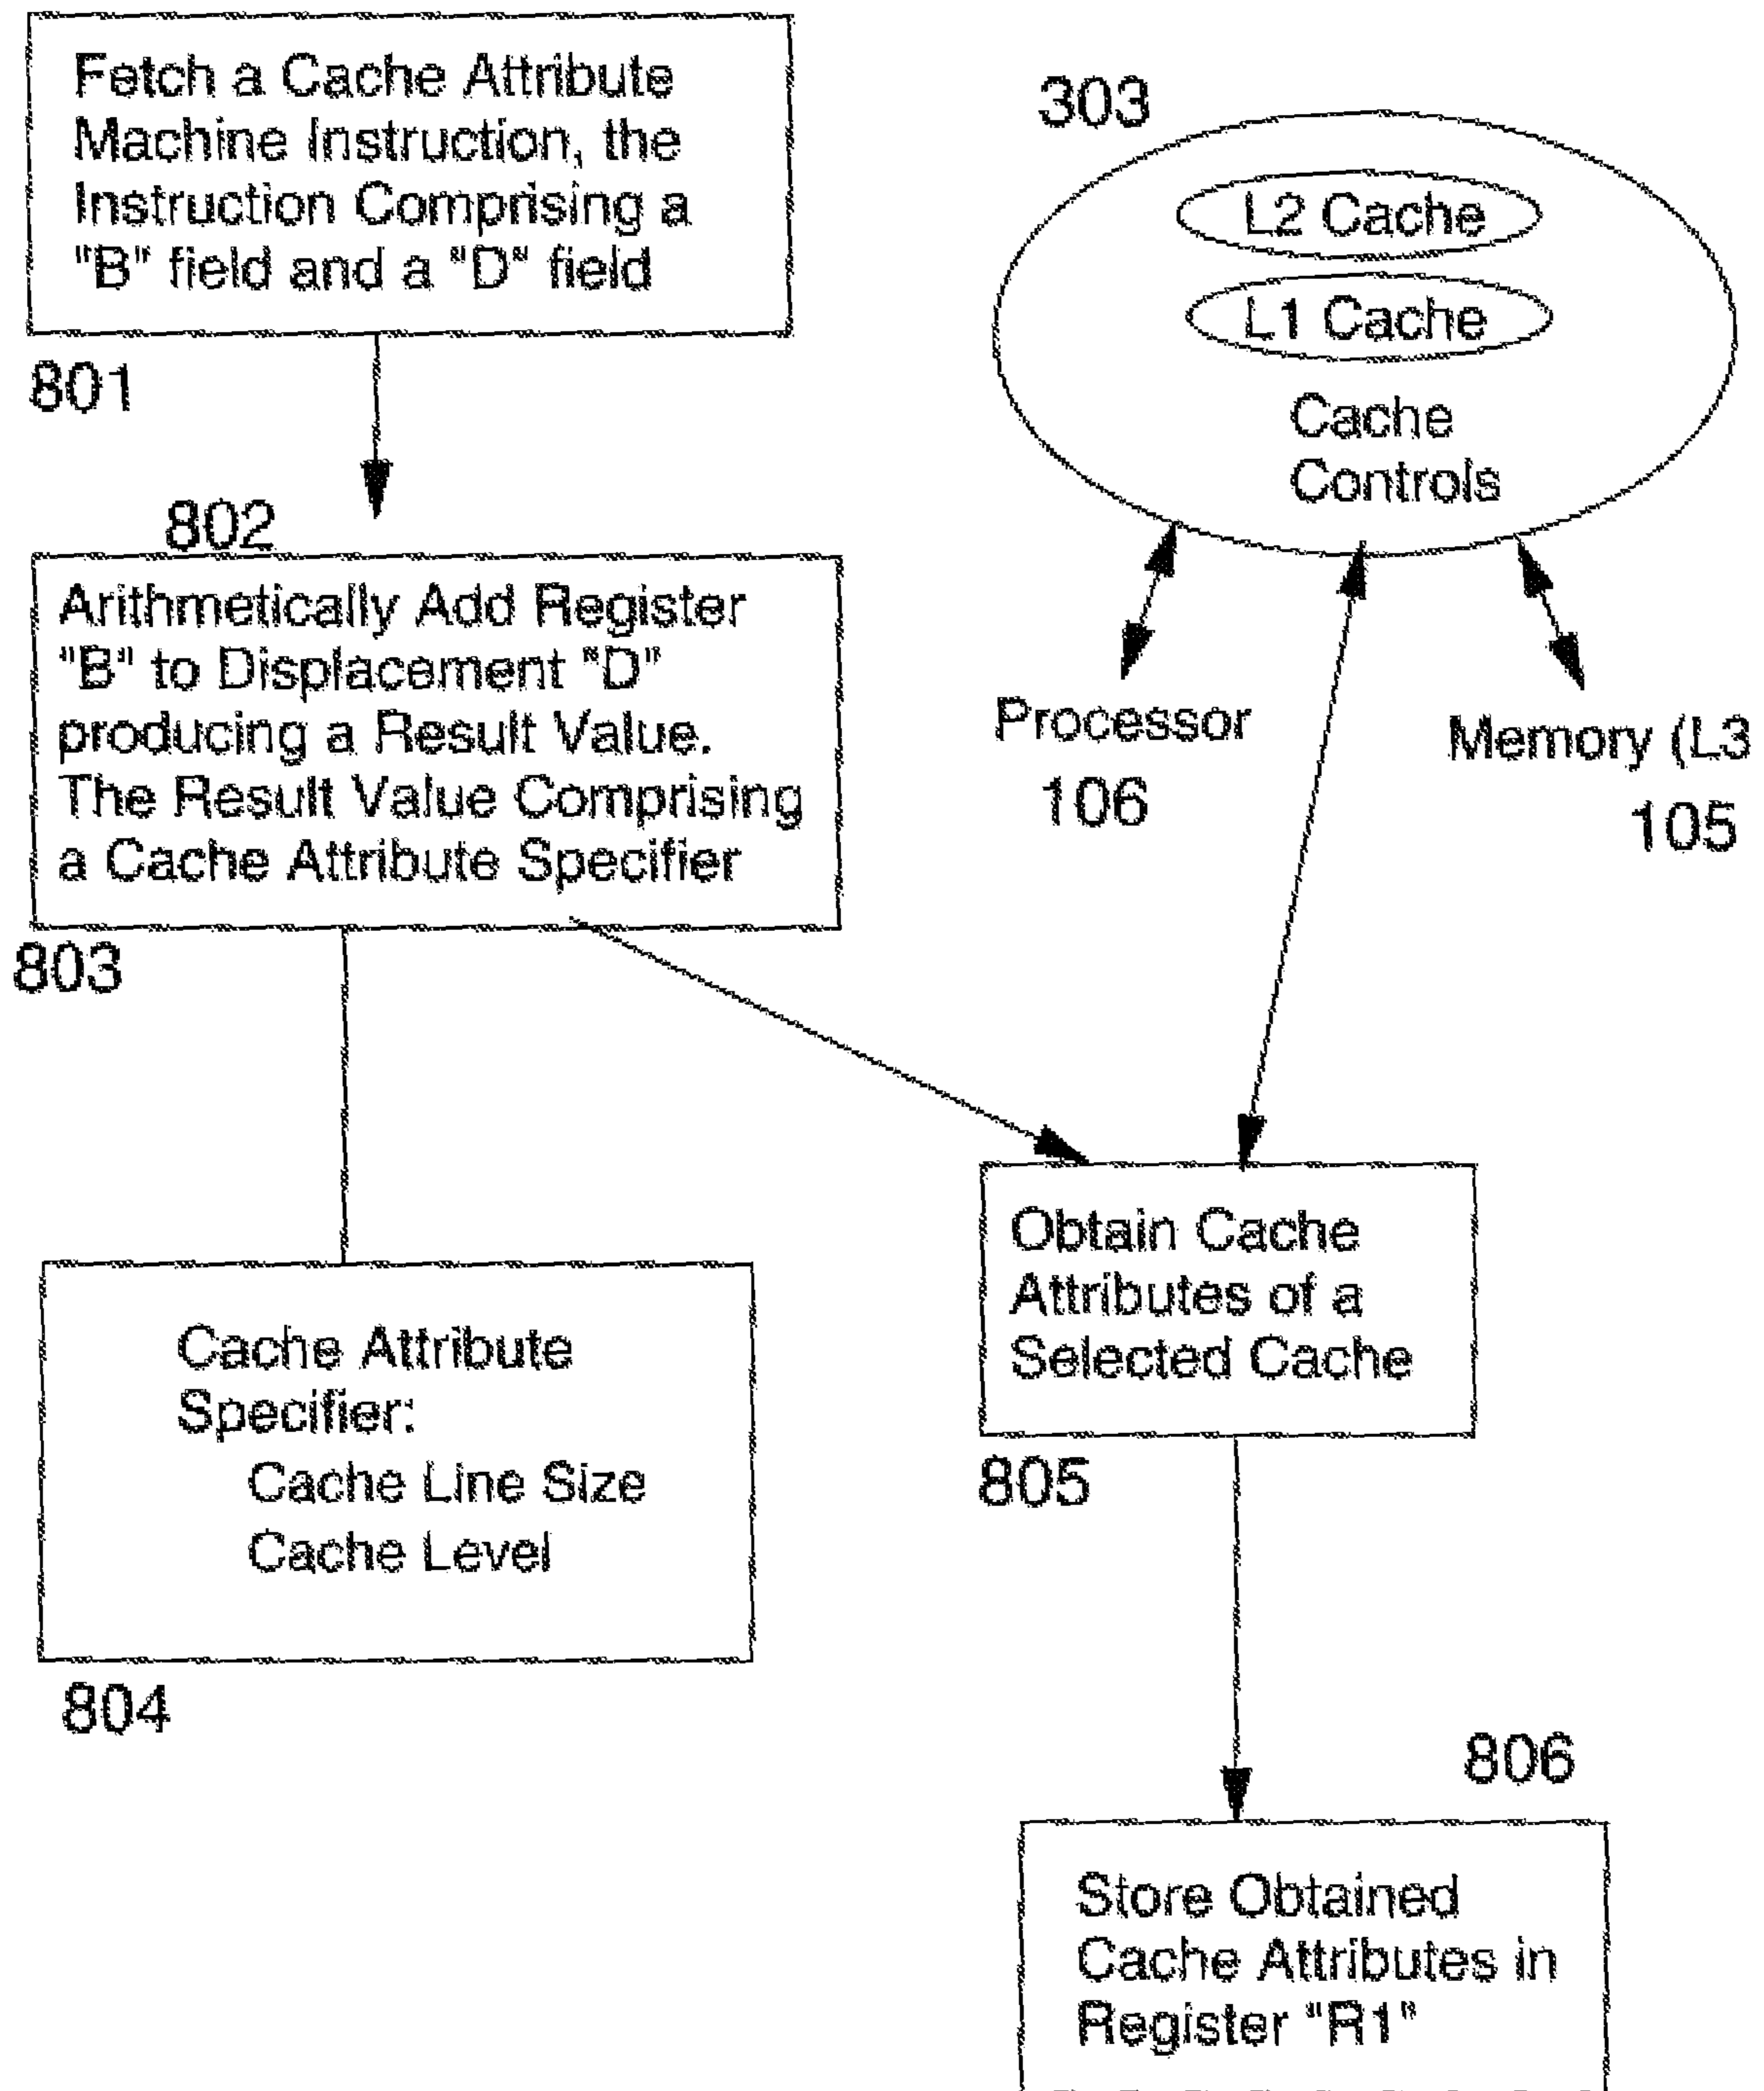 Fetch a Cache Attribute
Machine Instruction, the
Instruction Comprising a
"B" field and a "D" field
801
303
L2 Cache
L1 Cache
Cache
Controls
802
Arithmetically Add Register
"B" to Displacement "D"
producing a Result Value.
The Result Value Comprising
a Cache Attribute Specifier
803
Processor
106
Memory (L3
105
Cache Attribute
Specifier:
Cache Line Size
Cache Level
804
Obtain Cache
Attributes of a
Selected Cache
805
806
Store Obtained
Cache Attributes in
Register "R1"